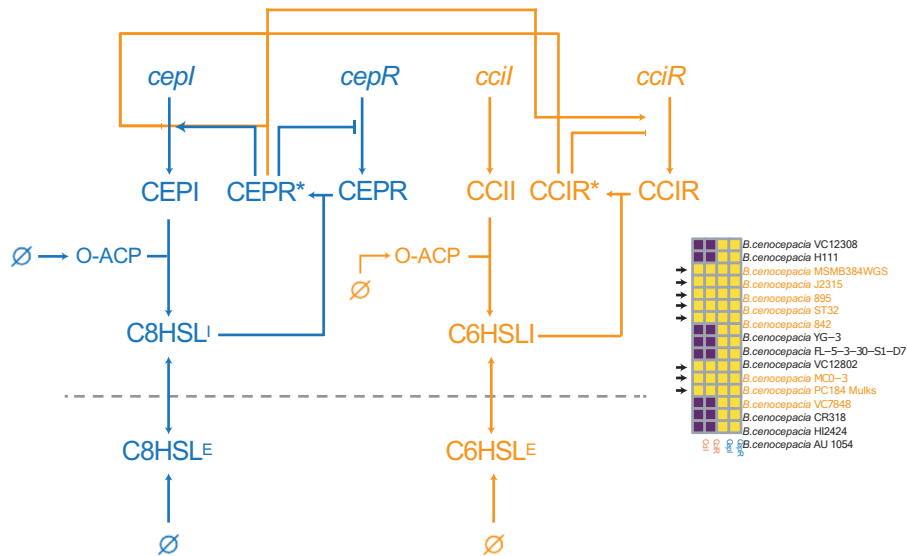 cepI cepR cciI cciR
CEPI CEPR* CEPR CCII CCIR* CCIR
Ø O-ACP O-ACP
Ø
C8HSLI C6HSLI
C8HSLE C6HSLE
Ø Ø
B.cenocepacia VC12308
B.cenocepacia H111
B.cenocepacia MSMB384WGS
B.cenocepacia J2315
B.cenocepacia 895
B.cenocepacia ST32
B.cenocepacia 842
B.cenocepacia YG−3
B.cenocepacia FL−5−3−30−S1−D7
B.cenocepacia VC12802
B.cenocepacia MC0−3
B.cenocepacia PC184 Mulks
B.cenocepacia VC7848
B.cenocepacia CR318
B.cenocepacia HI2424
B.cenocepacia AU 1054
CciI CciR CepI CepR